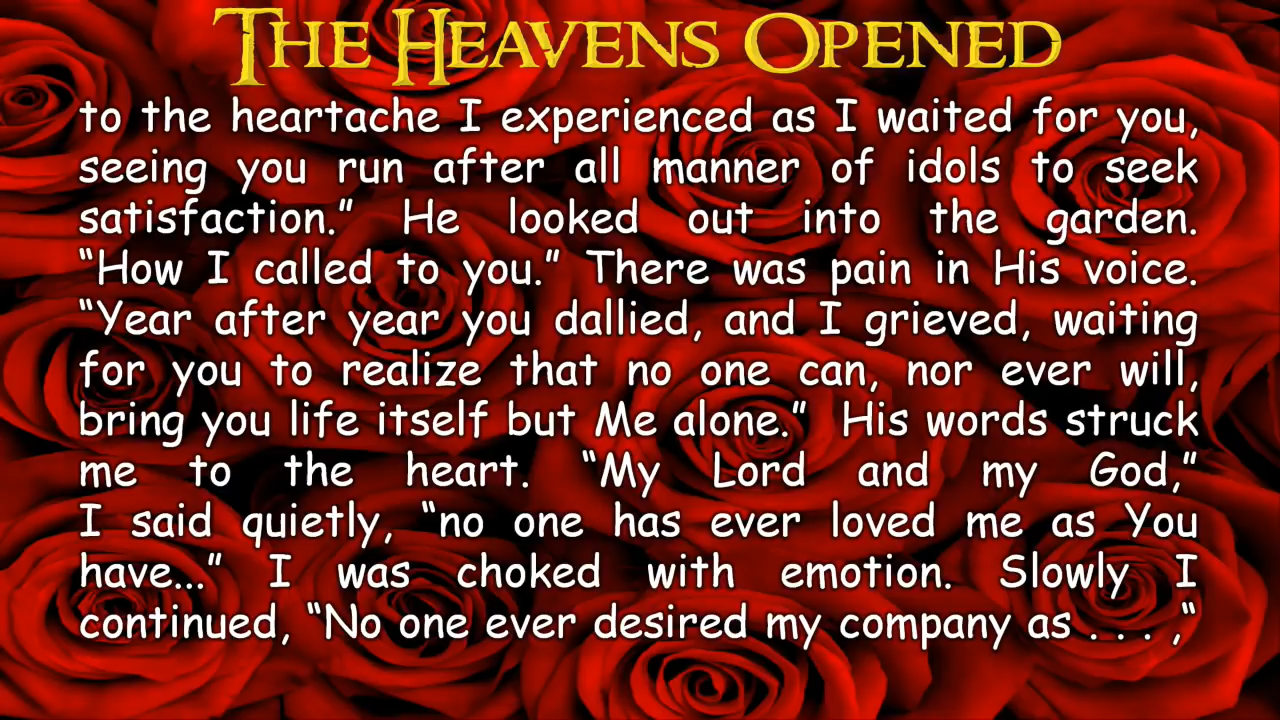 THE HEAVENS OPENED
to the heartache I experienced as I waited for you,
seeing you run after all manner of idols to seek
satisfaction.” He looked out into the garden.
“How I called to you.” There was pain in His voice.
“Year after year you dallied, and I grieved, waiting
for you to realize that no one can, nor ever will,
bring you life itself but Me alone.” His words struck
me to the heart. “My Lord and my God,”
I said quietly, “no one has ever loved me as You
have...” I was choked with emotion. Slowly I
continued, “No one ever desired my company as . . . ,“